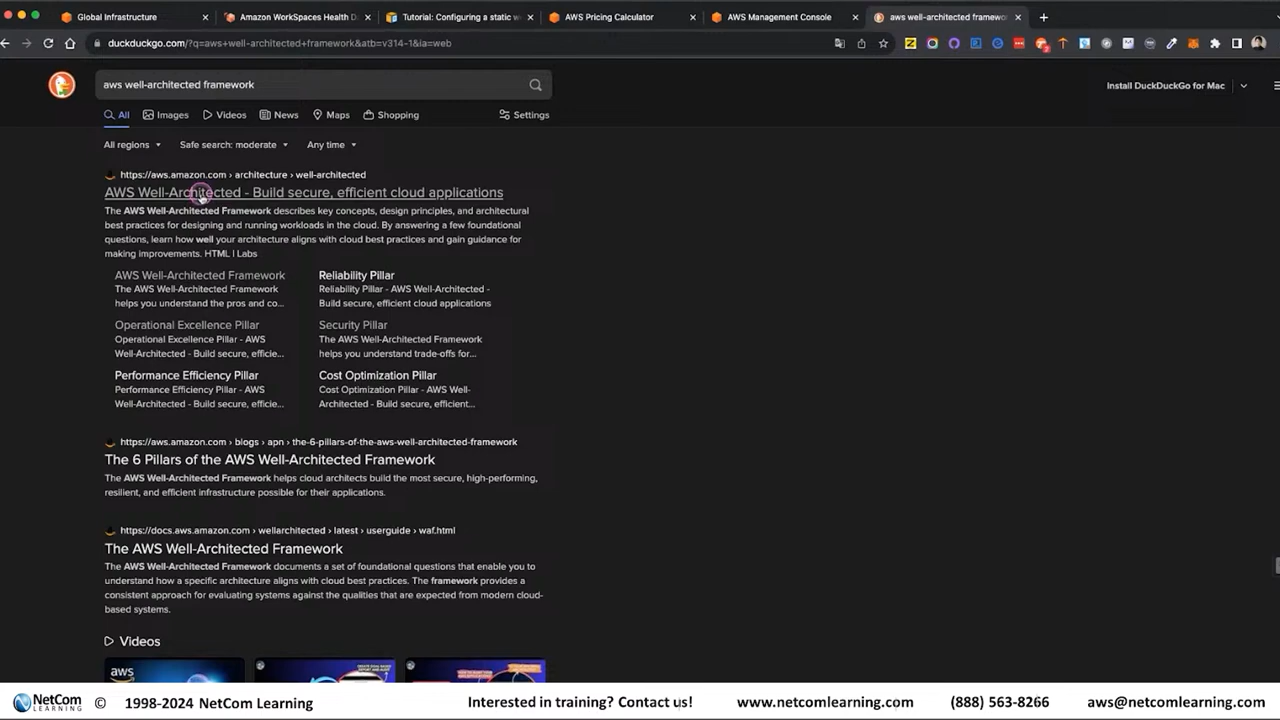 Global Infrastructure
Amazon WorkSpaces Health D
Tutorial: Configuring a static w
AWS Pricing Calculator
AWS Management Console
aws well-architected framewor
duckduckgo.com/?q=aws+well-architected+framework&atb=v314-1&ia=web
aws well-architected framework
Install DuckDuckGo for Mac
All
Images
Videos
News
Maps
Shopping
Settings
All regions
Safe search: moderate
Any time
https://aws.amazon.com › architecture › well-architected
AWS Well-Architected - Build secure, efficient cloud applications
The AWS Well-Architected Framework describes key concepts, design principles, and architectural
best practices for designing and running workloads in the cloud. By answering a few foundational
questions, learn how well your architecture aligns with cloud best practices and gain guidance for
making improvements. HTML | Labs
AWS Well-Architected Framework
The AWS Well-Architected Framework
helps you understand the pros and co...
Reliability Pillar
Reliability Pillar - AWS Well-Architected -
Build secure, efficient cloud applications
Operational Excellence Pillar
Operational Excellence Pillar - AWS
Well-Architected - Build secure, efficie...
Security Pillar
The AWS Well-Architected Framework
helps you understand trade-offs for...
Performance Efficiency Pillar
Performance Efficiency Pillar - AWS
Well-Architected - Build secure, efficie...
Cost Optimization Pillar
Cost Optimization Pillar - AWS Well-
Architected - Build secure, efficient...
https://aws.amazon.com › blogs › apn › the-6-pillars-of-the-aws-well-architected-framework
The 6 Pillars of the AWS Well-Architected Framework
The AWS Well-Architected Framework helps cloud architects build the most secure, high-performing,
resilient, and efficient infrastructure possible for their applications.
https://docs.aws.amazon.com › wellarchitected › latest › userguide › waf.html
The AWS Well-Architected Framework
The AWS Well-Architected Framework documents a set of foundational questions that enable you to
understand how a specific architecture aligns with cloud best practices. The framework provides a
consistent approach for evaluating systems against the qualities that are expected from modern cloud-
based systems.
Videos
aws
NetCom
LEARNING
© 1998-2024 NetCom Learning
Interested in training? Contact us!
www.netcomlearning.com
(888) 563-8266
aws@netcomlearning.com